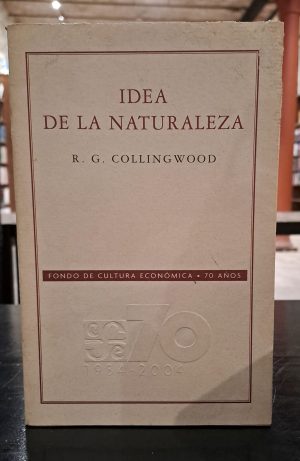 IDEA
DE LA NATURALEZA
R. G. COLLINGWOOD
FONDO DE CULTURA ECONÓMICA • 70 AÑOS
70
1934-2004